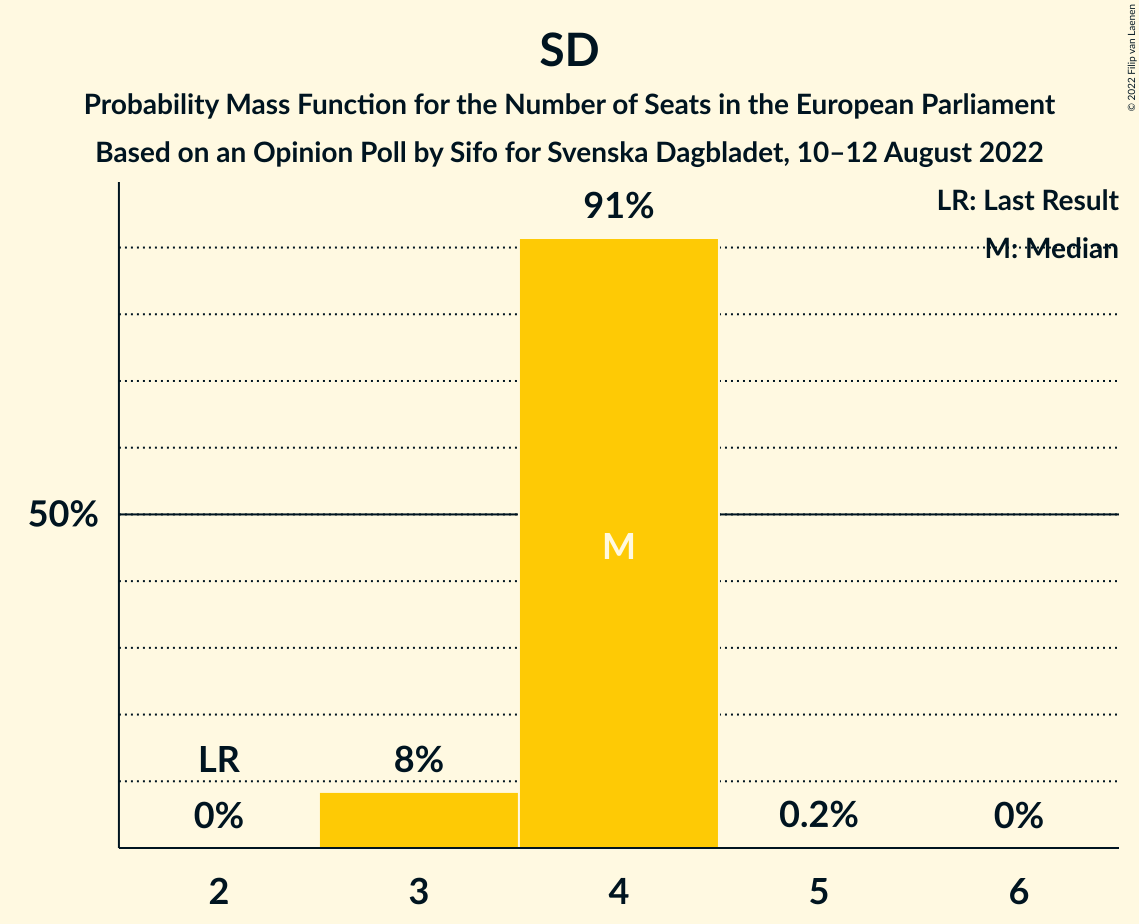 SD
Probability Mass Function for the Number of Seats in the European Parliament
Based on an Opinion Poll by Sifo for Svenska Dagbladet, 10–12 August 2022
© 2022 Filip van Laenen
LR: Last Result
M: Median
91%
50%
M
LR
8%
0%
0.2%
0%
2
3
4
5
6